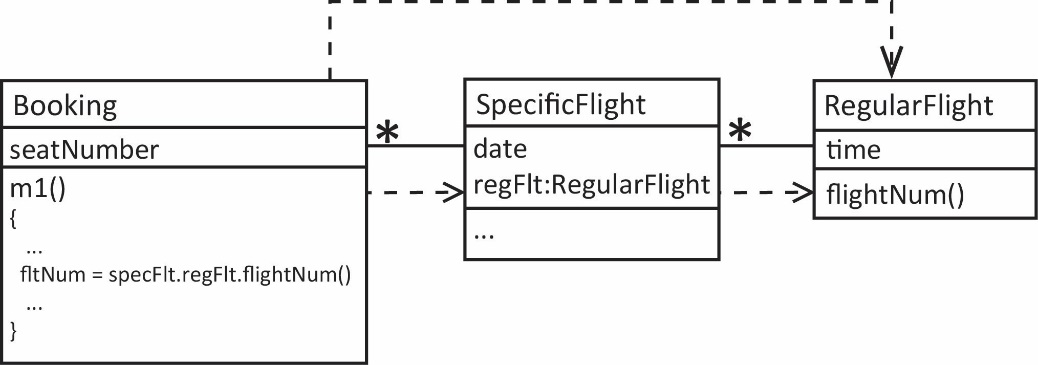 Booking
seatNumber
m1()
{
...
fltNum = specFlt.regFlt.flightNum()
...
}
*
SpecificFlight
date
regFlt:RegularFlight
...
*
RegularFlight
time
flightNum()